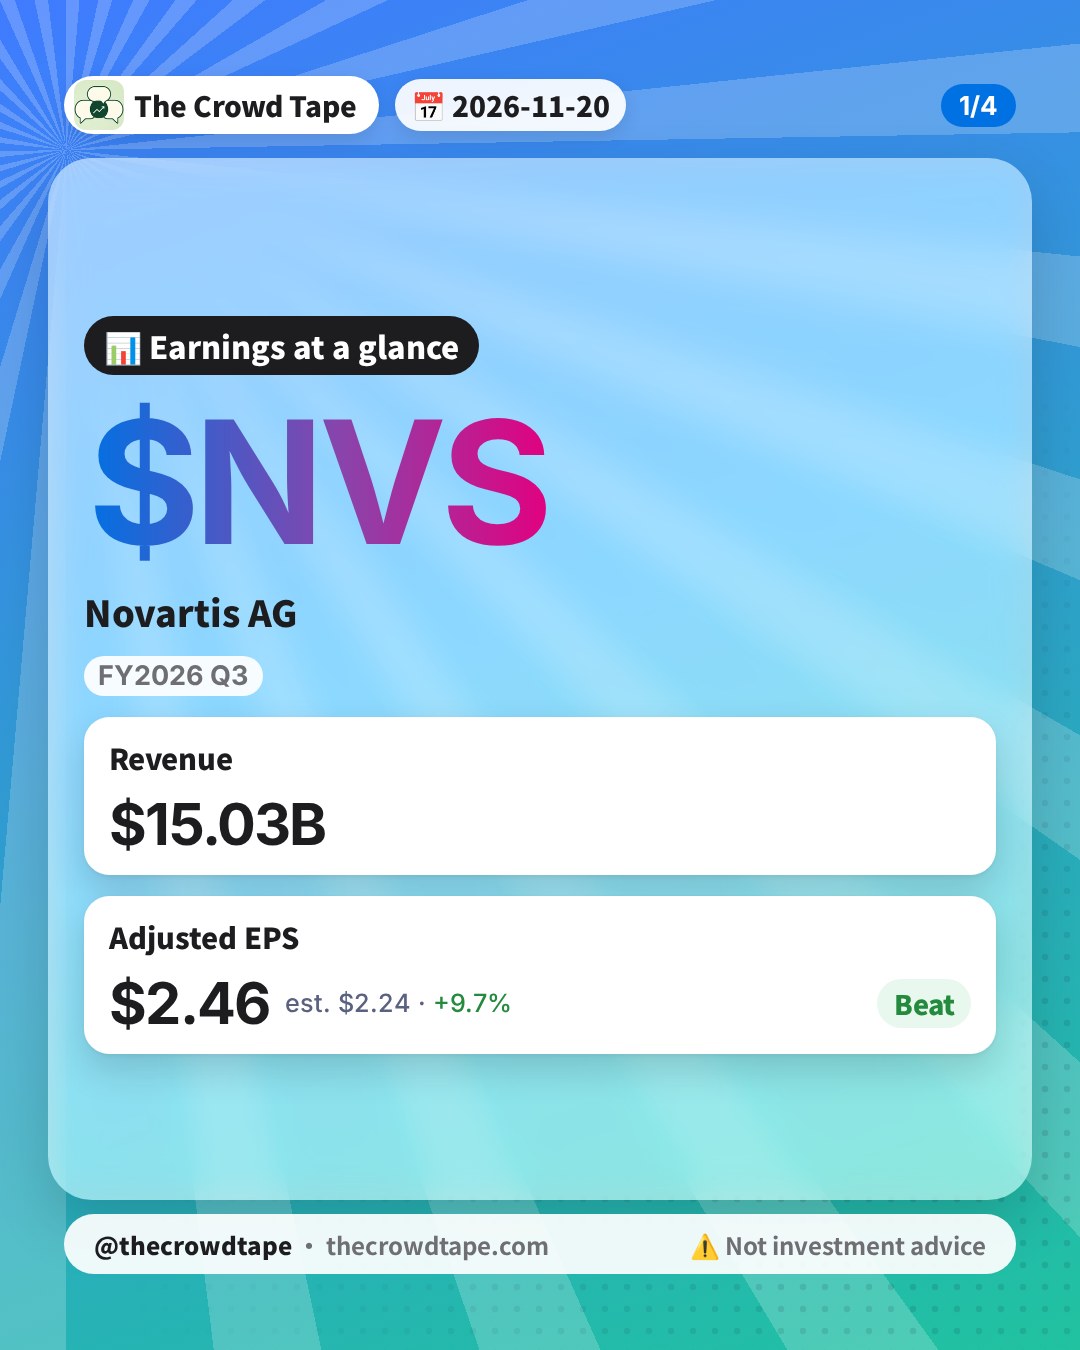 The Crowd Tape
📅 2026-11-20
1/4
📊 Earnings at a glance
$NVS
Novartis AG
FY2026 Q3
Revenue
$15.03B
Adjusted EPS
$2.46 est. $2.24 · +9.7%
Beat
@thecrowdtape • thecrowdtape.com
⚠️ Not investment advice